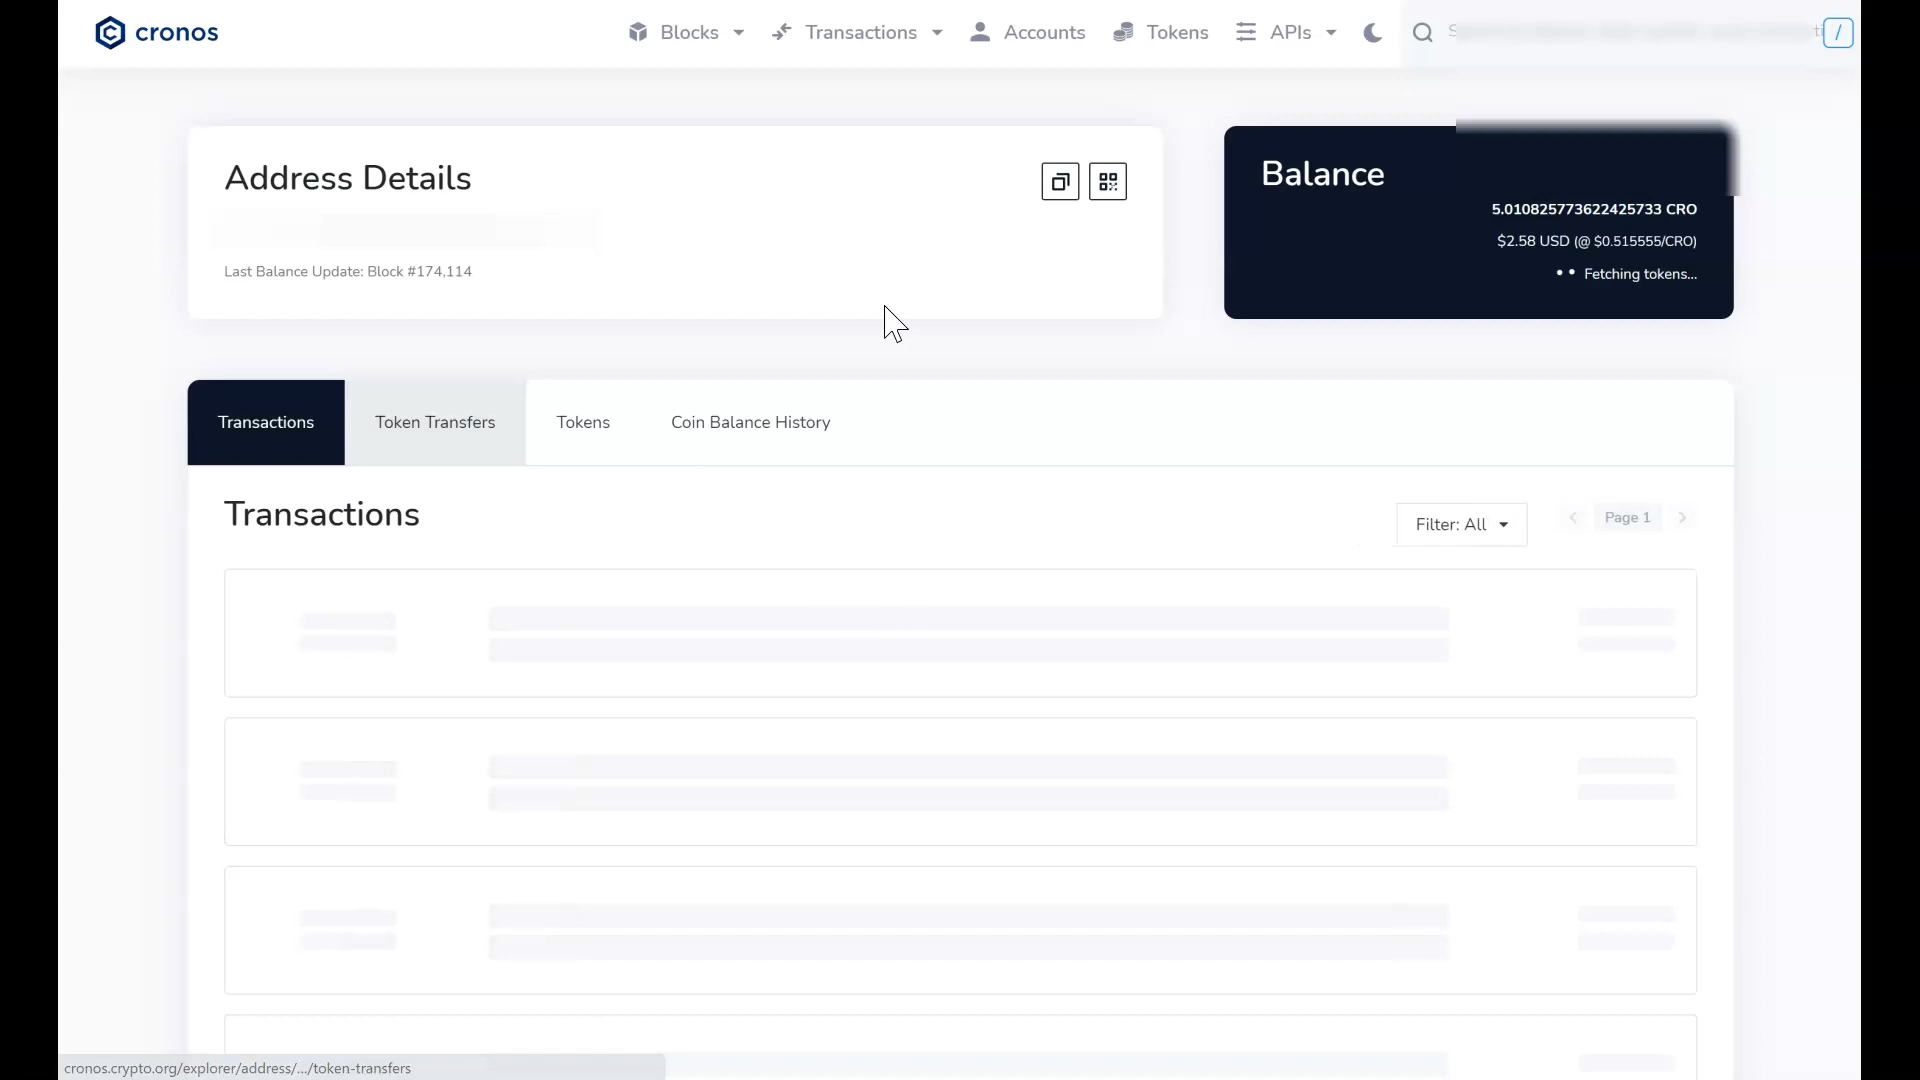 cronos
Blocks
Transactions
Accounts
Tokens
APIs
/
Address Details
Last Balance Update: Block #174,114
Balance
5.010825773622425733 CRO
$2.58 USD (@ $0.515555/CRO)
Fetching tokens...
Transactions
Token Transfers
Tokens
Coin Balance History
Transactions
Filter: All
Page 1
cronos.crypto.org/explorer/address/.../token-transfers